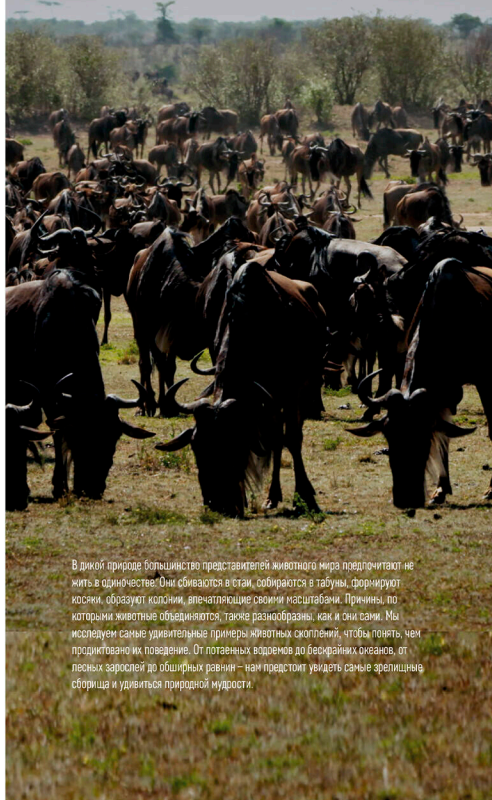 В дикой природе большинство представителей животного мира предпочитают не
жить в одиночестве. Они сбиваются в стаи, собираются в табуны, формируют
косяки, образуют колонии, впечатляющие своими масштабами. Причины, по
которым животные объединяются, также разнообразны, как и они сами. Мы
исследуем самые удивительные примеры животных скоплений, чтобы понять, чем
продиктовано их поведение. От потаенных водоемов до бескрайних океанов, от
лесных зарослей до обширных равнин – нам предстоит увидеть самые зрелищные
сборища и удивиться природной мудрости.